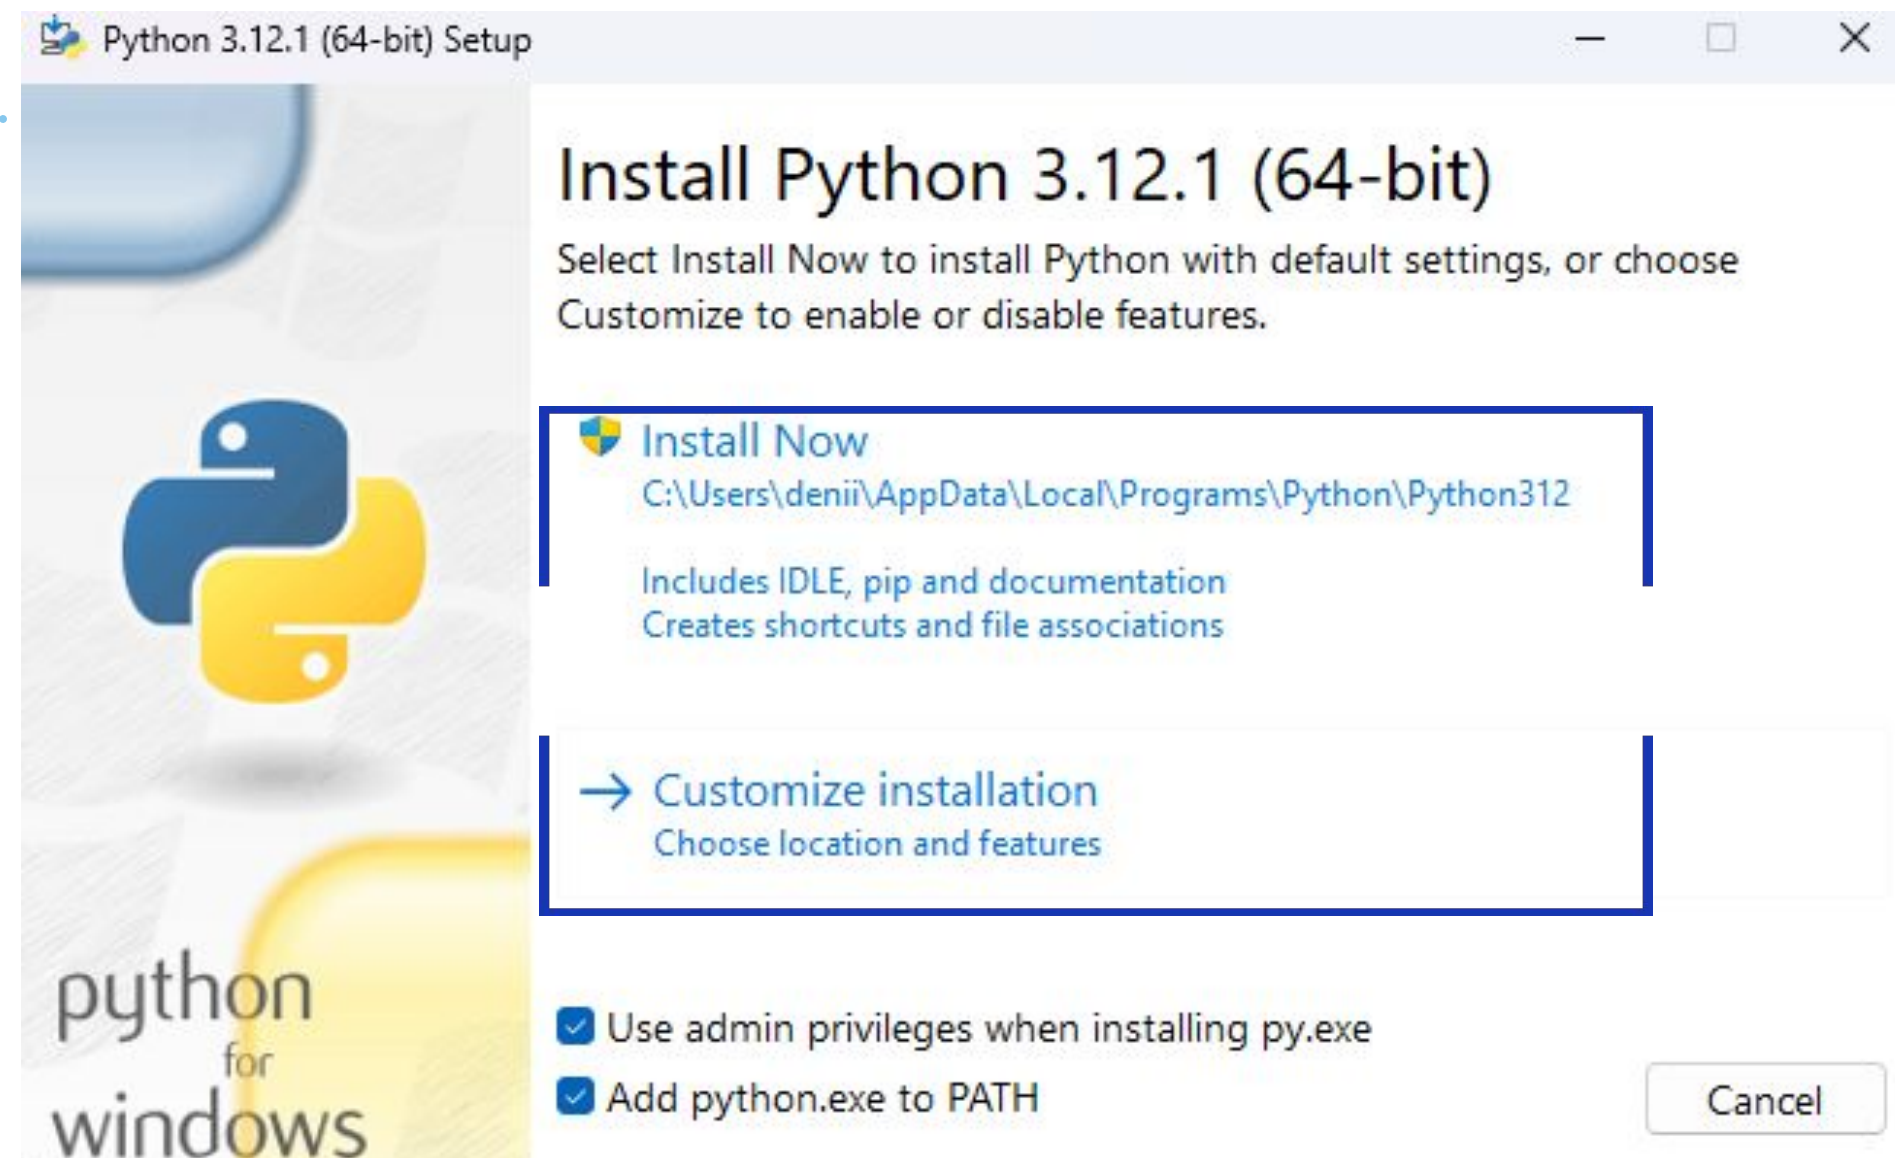 Python 3.12.1 (64-bit) Setup
Install Python 3.12.1 (64-bit)
Select Install Now to install Python with default settings, or choose
Customize to enable or disable features.
Install Now
C:\Users\denii\AppData\Local\Programs\Python\Python312
Includes IDLE, pip and documentation
Creates shortcuts and file associations
Customize installation
Choose location and features
python
for
windows
Use admin privileges when installing py.exe
Add python.exe to PATH
Cancel